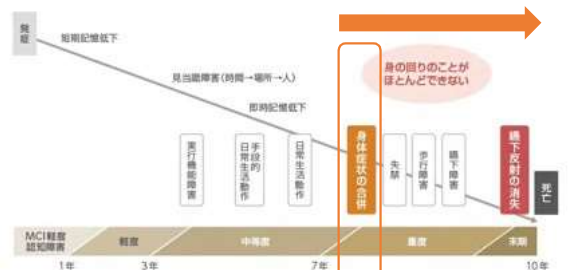 発症
短期記憶低下
見当識障害(時間→場所→人)
即時記憶低下
身の回りのことが
ほとんどできない
実行機能障害
手段的
日常生活動作
日常生活動作
身体症状の合併
失禁
歩行障害
嚥下障害
嚥下反射の消失
死亡
MCI軽度
認知障害
軽度
中等度
重度
末期
1年
3年
7年
10年